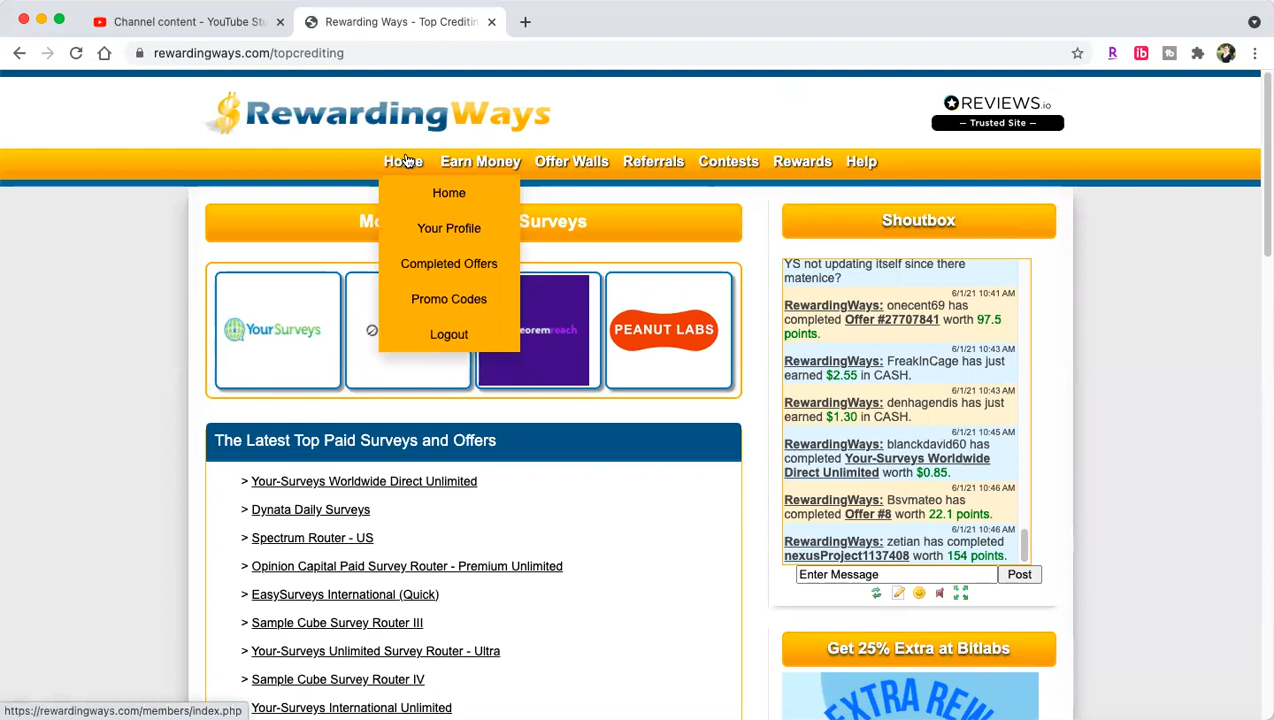 Channel content - YouTube St
Rewarding Ways - Top Creditin
rewardingways.com/topcrediting
RewardingWays
REVIEWS.io
— Trusted Site —
Home Earn Money Offer Walls Referrals Contests Rewards Help
Home
Your Profile
Completed Offers
Promo Codes
Logout
Surveys
YourSurveys
eoremreach
PEANUT LABS
The Latest Top Paid Surveys and Offers
> Your-Surveys Worldwide Direct Unlimited
> Dynata Daily Surveys
> Spectrum Router - US
> Opinion Capital Paid Survey Router - Premium Unlimited
> EasySurveys International (Quick)
> Sample Cube Survey Router III
> Your-Surveys Unlimited Survey Router - Ultra
> Sample Cube Survey Router IV
> Your-Surveys International Unlimited
Shoutbox
YS not updating itself since there
matenice?
6/1/21 10:41 AM
RewardingWays: onecent69 has
completed Offer #27707841 worth 97.5
points.
6/1/21 10:43 AM
RewardingWays: FreakInCage has just
earned $2.55 in CASH.
6/1/21 10:43 AM
RewardingWays: denhagendis has just
earned $1.30 in CASH.
6/1/21 10:45 AM
RewardingWays: blanckdavid60 has
completed Your-Surveys Worldwide
Direct Unlimited worth $0.85.
6/1/21 10:46 AM
RewardingWays: Bsvmateo has
completed Offer #8 worth 22.1 points.
6/1/21 10:46 AM
RewardingWays: zetian has completed
nexusProject1137408 worth 154 points.
Enter Message Post
Get 25% Extra at Bitlabs
EXTRA REW
https://rewardingways.com/members/index.php